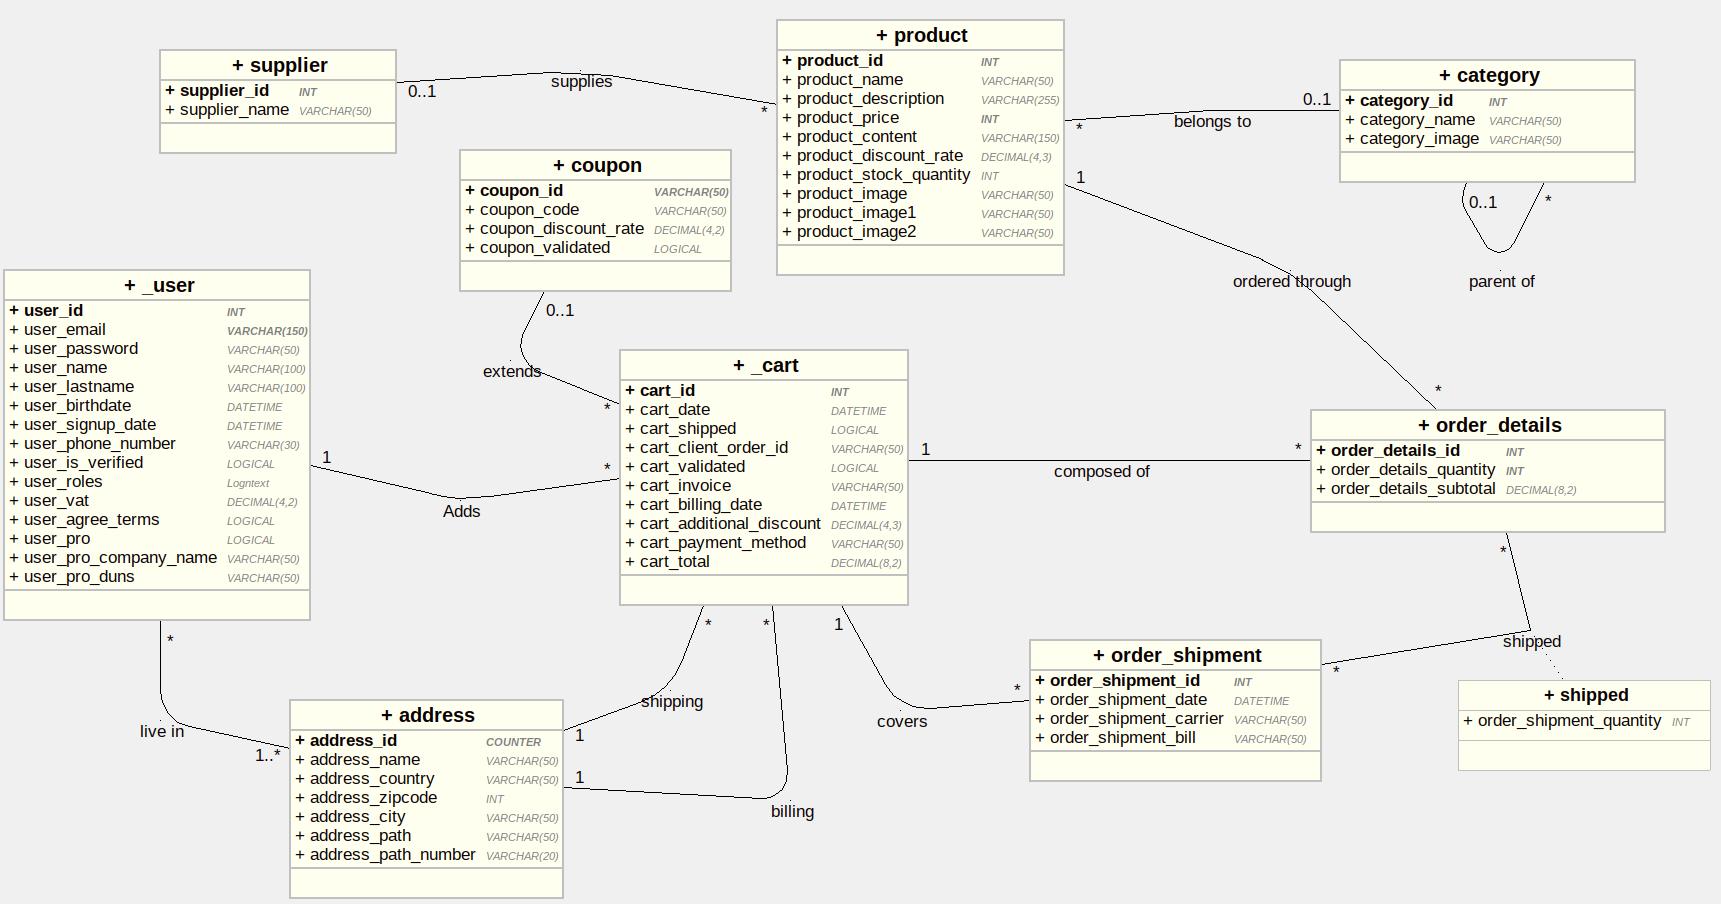 + supplier
+ supplier_id INT
+ supplier_name VARCHAR(50)
0..1
supplies
*
+ product
+ product_id INT
+ product_name VARCHAR(50)
+ product_description VARCHAR(255)
+ product_price INT
+ product_content VARCHAR(150)
+ product_discount_rate DECIMAL(4,3)
+ product_stock_quantity INT
+ product_image VARCHAR(50)
+ product_image1 VARCHAR(50)
+ product_image2 VARCHAR(50)
*
belongs to
0..1
+ category
+ category_id INT
+ category_name VARCHAR(50)
+ category_image VARCHAR(50)
0..1
*
parent of
1
ordered through
*
+ coupon
+ coupon_id VARCHAR(50)
+ coupon_code VARCHAR(50)
+ coupon_discount_rate DECIMAL(4,2)
+ coupon_validated LOGICAL
0..1
extends
*
+ _user
+ user_id INT
+ user_email VARCHAR(150)
+ user_password VARCHAR(50)
+ user_name VARCHAR(100)
+ user_lastname VARCHAR(100)
+ user_birthdate DATETIME
+ user_signup_date DATETIME
+ user_phone_number VARCHAR(30)
+ user_is_verified LOGICAL
+ user_roles Logntext
+ user_vat DECIMAL(4,2)
+ user_agree_terms LOGICAL
+ user_pro LOGICAL
+ user_pro_company_name VARCHAR(50)
+ user_pro_duns VARCHAR(50)
1
Adds
*
+ _cart
+ cart_id INT
+ cart_date DATETIME
+ cart_shipped LOGICAL
+ cart_client_order_id VARCHAR(50)
+ cart_validated LOGICAL
+ cart_invoice VARCHAR(50)
+ cart_billing_date DATETIME
+ cart_additional_discount DECIMAL(4,3)
+ cart_payment_method VARCHAR(50)
+ cart_total DECIMAL(8,2)
1
composed of
*
+ order_details
+ order_details_id INT
+ order_details_quantity INT
+ order_details_subtotal DECIMAL(8,2)
*
shipped
*
+ shipped
+ order_shipment_quantity INT
*
live in
1..*
+ address
+ address_id COUNTER
+ address_name VARCHAR(50)
+ address_country VARCHAR(50)
+ address_zipcode INT
+ address_city VARCHAR(50)
+ address_path VARCHAR(50)
+ address_path_number VARCHAR(20)
*
shipping
1
*
billing
1
1
covers
*
+ order_shipment
+ order_shipment_id INT
+ order_shipment_date DATETIME
+ order_shipment_carrier VARCHAR(50)
+ order_shipment_bill VARCHAR(50)